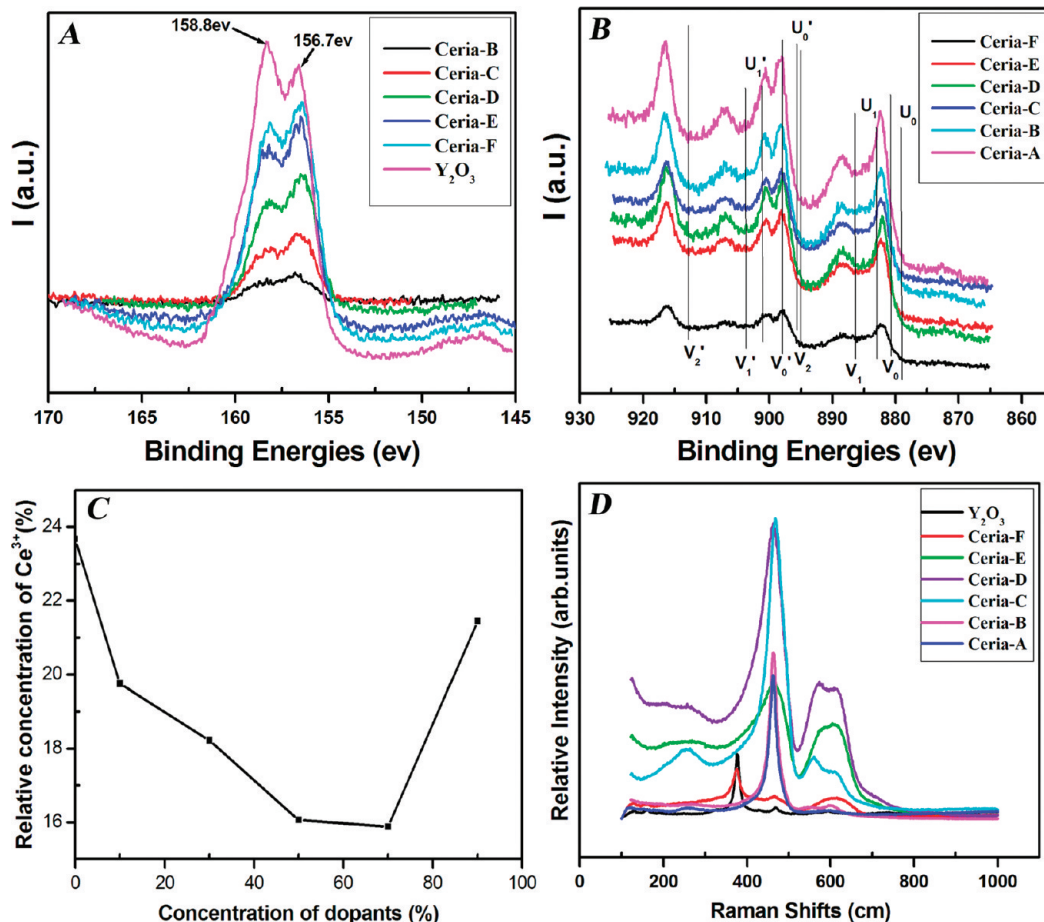 A
158.8ev
156.7ev
Ceria-B
Ceria-C
Ceria-D
Ceria-E
Ceria-F
Y₂O₃
I (a.u.)
170 165 160 155 150 145
Binding Energies (ev)
B
U₀'
U₁'
U₁
U₀
Ceria-F
Ceria-E
Ceria-D
Ceria-C
Ceria-B
Ceria-A
V₂' V₁' V₀' V₂ V₁ V₀
I (a.u.)
930 920 910 900 890 880 870 860
Binding Energies (ev)
C
Relative concentration of Ce³⁺(%)
24
22
20
18
16
0 20 40 60 80 100
Concentration of dopants (%)
D
Y₂O₃
Ceria-F
Ceria-E
Ceria-D
Ceria-C
Ceria-B
Ceria-A
Relative Intensity (arb.units)
0 200 400 600 800 1000
Raman Shifts (cm)